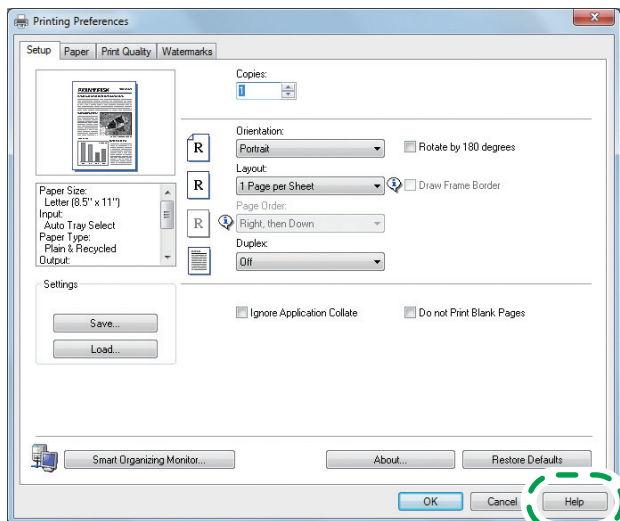 Printing Preferences
Setup Paper Print Quality Watermarks
Copies:
1
Orientation:
R Portrait Rotate by 180 degrees
Layout:
R 1 Page per Sheet Draw Frame Border
Page Order:
R Right, then Down
Duplex:
Off
Paper Size:
Letter (8.5" x 11")
Input:
Auto Tray Select
Paper Type:
Plain & Recycled
Output:
Settings
Save...
Load...
Ignore Application Collate Do not Print Blank Pages
Smart Organizing Monitor... About... Restore Defaults
OK Cancel Help